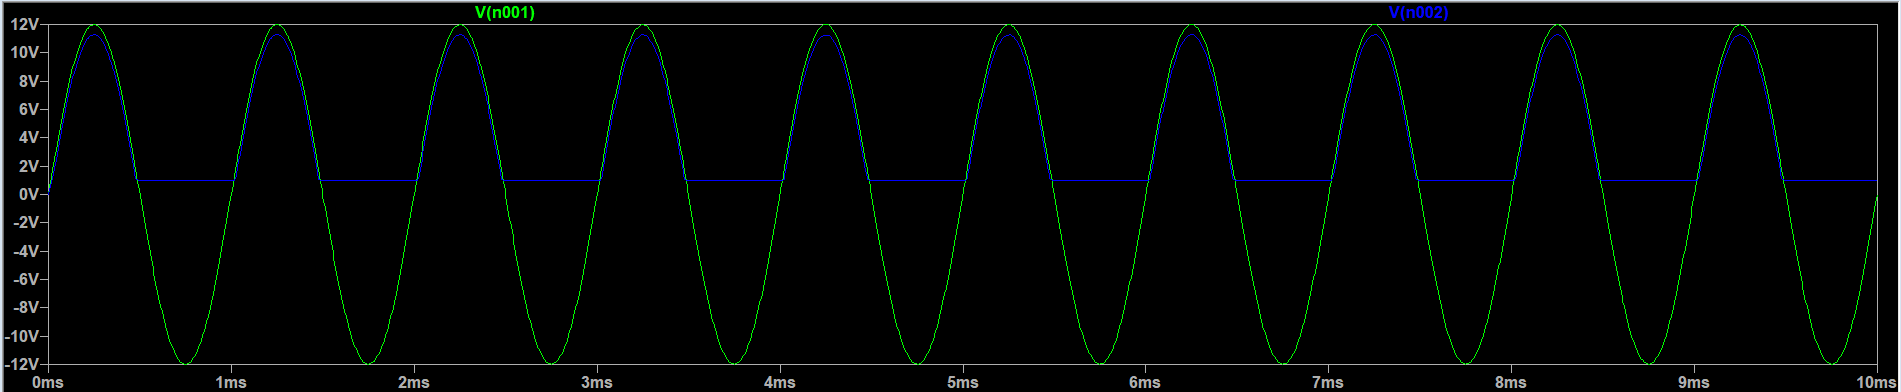 V(n001) V(n002)
12V
10V
8V
6V
4V
2V
0V
-2V
-4V
-6V
-8V
-10V
-12V
0ms 1ms 2ms 3ms 4ms 5ms 6ms 7ms 8ms 9ms 10ms